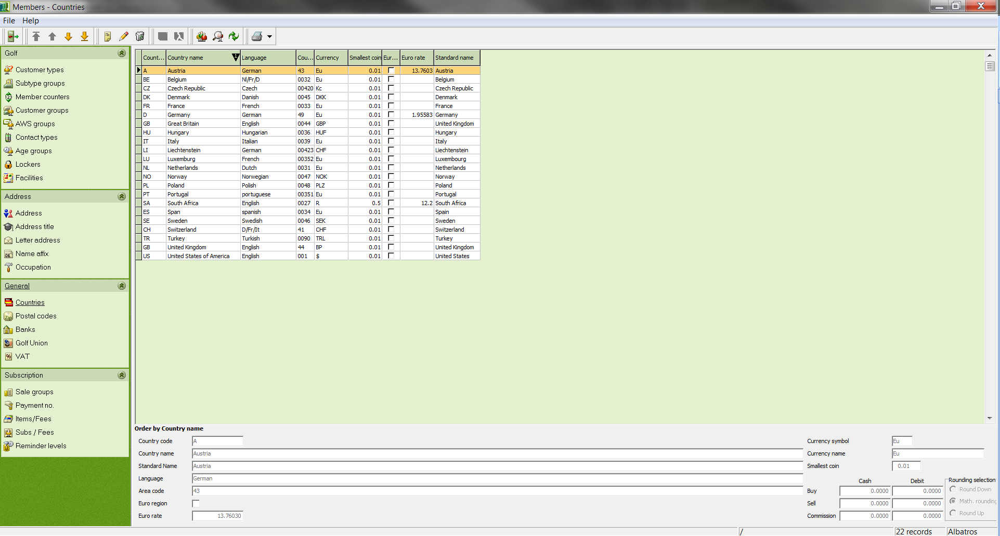 Members - Countries
File Help
Golf
Customer types
Subtype groups
Member counters
Customer groups
AWS groups
Contact types
Age groups
Lockers
Facilities
Address
Address
Address title
Letter address
Name affix
Occupation
General
Countries
Postal codes
Banks
Golf Union
VAT
Subscription
Sale groups
Payment no.
Items/Fees
Subs / Fees
Reminder levels
Count... Country name 1 Language Cou... Currency Smallest coin Eur... Euro rate Standard name
A Austria German 43 Eu 0.01 13.7603 Austria
BE Belgium Nl/Fr/D 0032 Eu 0.01 Belgium
CZ Czech Republic Czech 00420 Kc 0.01 Czech Republic
DK Denmark Danish 0045 DKK 0.01 Denmark
FR France French 0033 Eu 0.01 France
D Germany German 49 Eu 0.01 1.95583 Germany
GB Great Britain English 0044 GBP 0.01 United Kingdom
HU Hungary Hungarian 0036 HUF 0.01 Hungary
IT Italy Italian 0039 Eu 0.01 Italy
LI Liechtenstein German 00423 CHF 0.01 Liechtenstein
LU Luxemburg French 00352 Eu 0.01 Luxembourg
NL Netherlands Dutch 0031 Eu 0.01 Netherlands
NO Norway Norwegian 0047 NOK 0.01 Norway
PL Poland Polish 0048 PLZ 0.01 Poland
PT Portugal portuguese 00351 Eu 0.01 Portugal
SA South Africa English 0027 R 0.5 12.2 South Africa
ES Span spanish 0034 Eu 0.01 Spain
SE Sweden Swedish 0046 SEK 0.01 Sweden
CH Switzerland D/Fr/It 41 CHF 0.01 Switzerland
TR Turkey Turkish 0090 TRL 0.01 Turkey
GB United Kingdom English 44 BP 0.01 United Kingdom
US United States of America English 001 $ 0.01 United States
Order by Country name
Country code A
Country name Austria
Standard Name Austria
Language German
Area code 43
Euro region
Euro rate 13.76030
Currency symbol Eu
Currency name Eu
Smallest coin 0.01
Cash Debit
Buy 0.0000 0.0000
Sell 0.0000 0.0000
Commission 0.0000 0.0000
Rounding selection
Round Down
Math. rounding
Round Up
/ 22 records Albatros